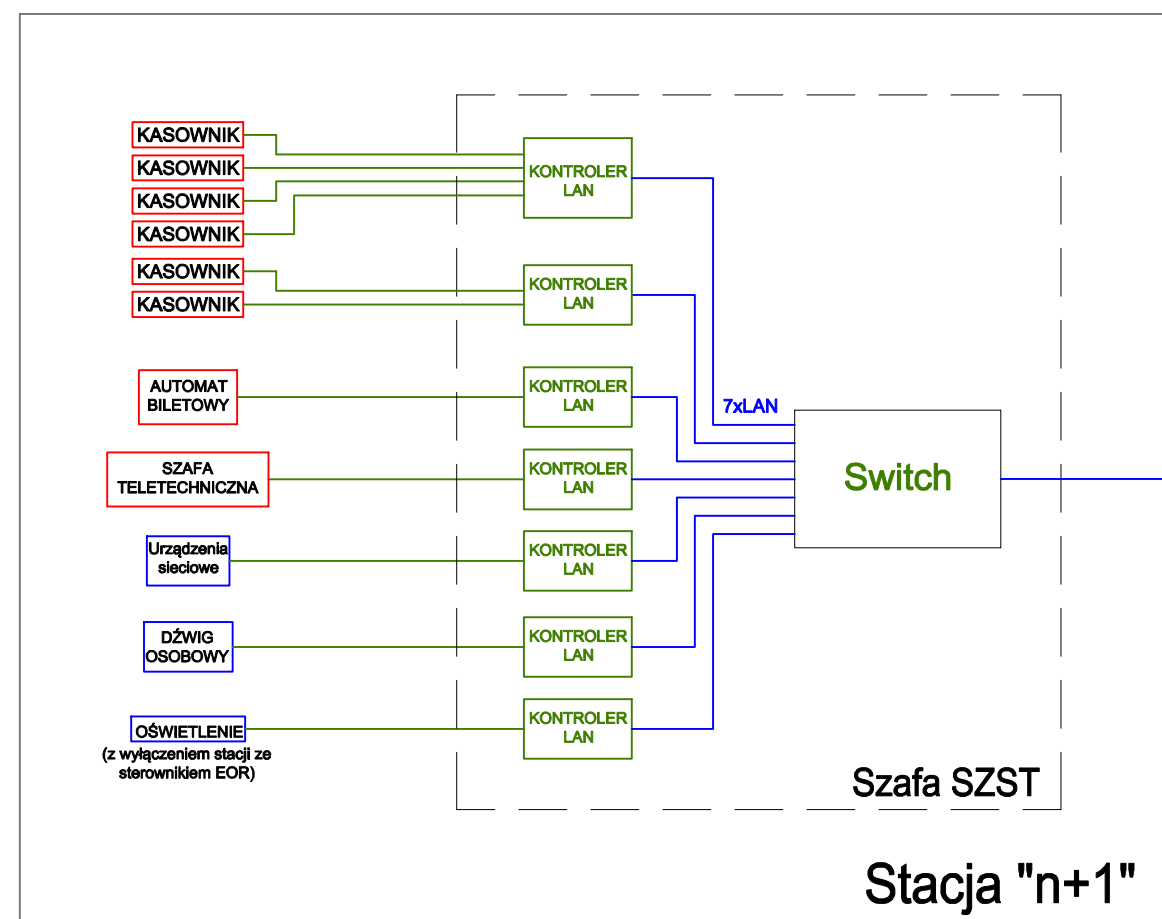 KASOWNIK
KASOWNIK
KASOWNIK
KASOWNIK
KASOWNIK
KASOWNIK
AUTOMAT
BILETOWY
SZAFA
TELETECHNICZNA
Urządzenia
sieciowe
DŹWIG
OSOBOWY
OŚWIETLENIE
(z wyłączeniem stacji ze
sterownikiem EOR)
KONTROLER
LAN
KONTROLER
LAN
KONTROLER
LAN
KONTROLER
LAN
KONTROLER
LAN
KONTROLER
LAN
KONTROLER
LAN
7xLAN
Switch
Szafa SZST
Stacja "n+1"